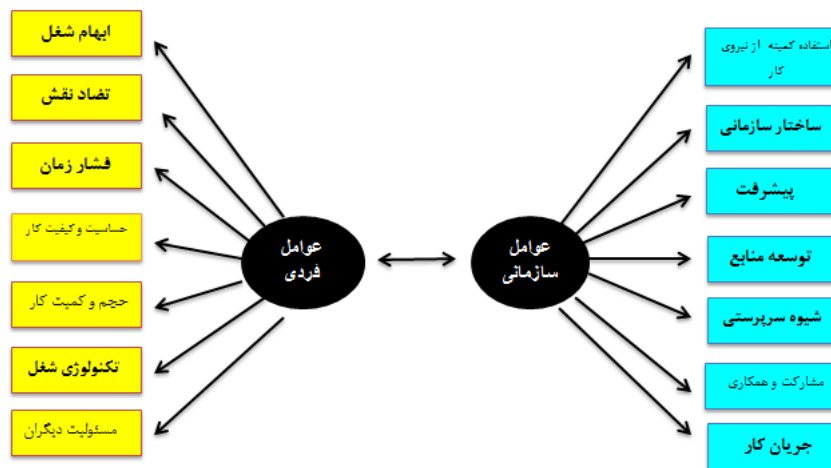 ابهام شغل
تضاد نقش
فشار زمان
حساسیت و کیفیت کار
حجم و کمیت کار
تکنولوژی شغل
مسئولیت دیگران
عوامل
فردی
عوامل
سازمانی
استفاده کمینه از نیروی
کار
ساختار سازمانی
پیشرفت
توسعه منابع
شیوه سرپرستی
مشارکت و همکاری
جریان کار